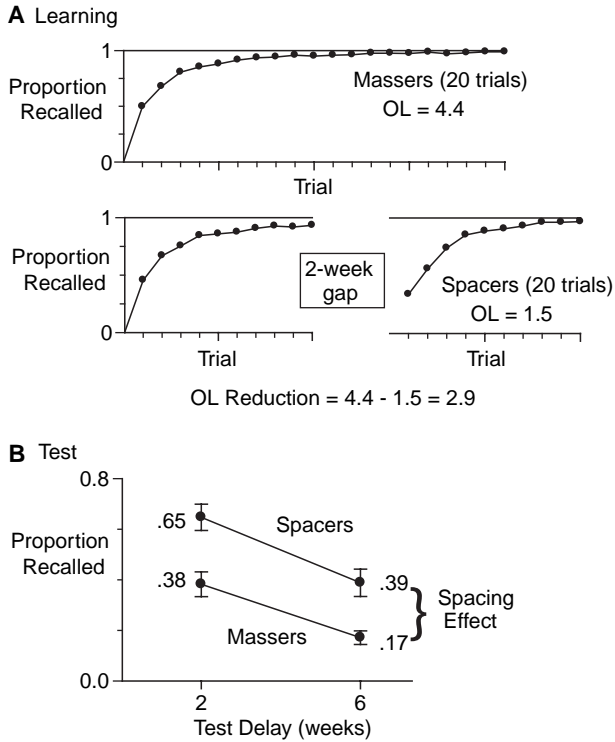 A Learning
1
Proportion
Recalled
0
Massers (20 trials)
OL = 4.4
Trial
1
Proportion
Recalled
0
Trial
2-week
gap
Spacers (20 trials)
OL = 1.5
Trial
OL Reduction = 4.4 - 1.5 = 2.9
B Test
0.8
Proportion
Recalled
0.0
.65
.38
Spacers
Massers
.39
.17
}
Spacing
Effect
2
6
Test Delay (weeks)